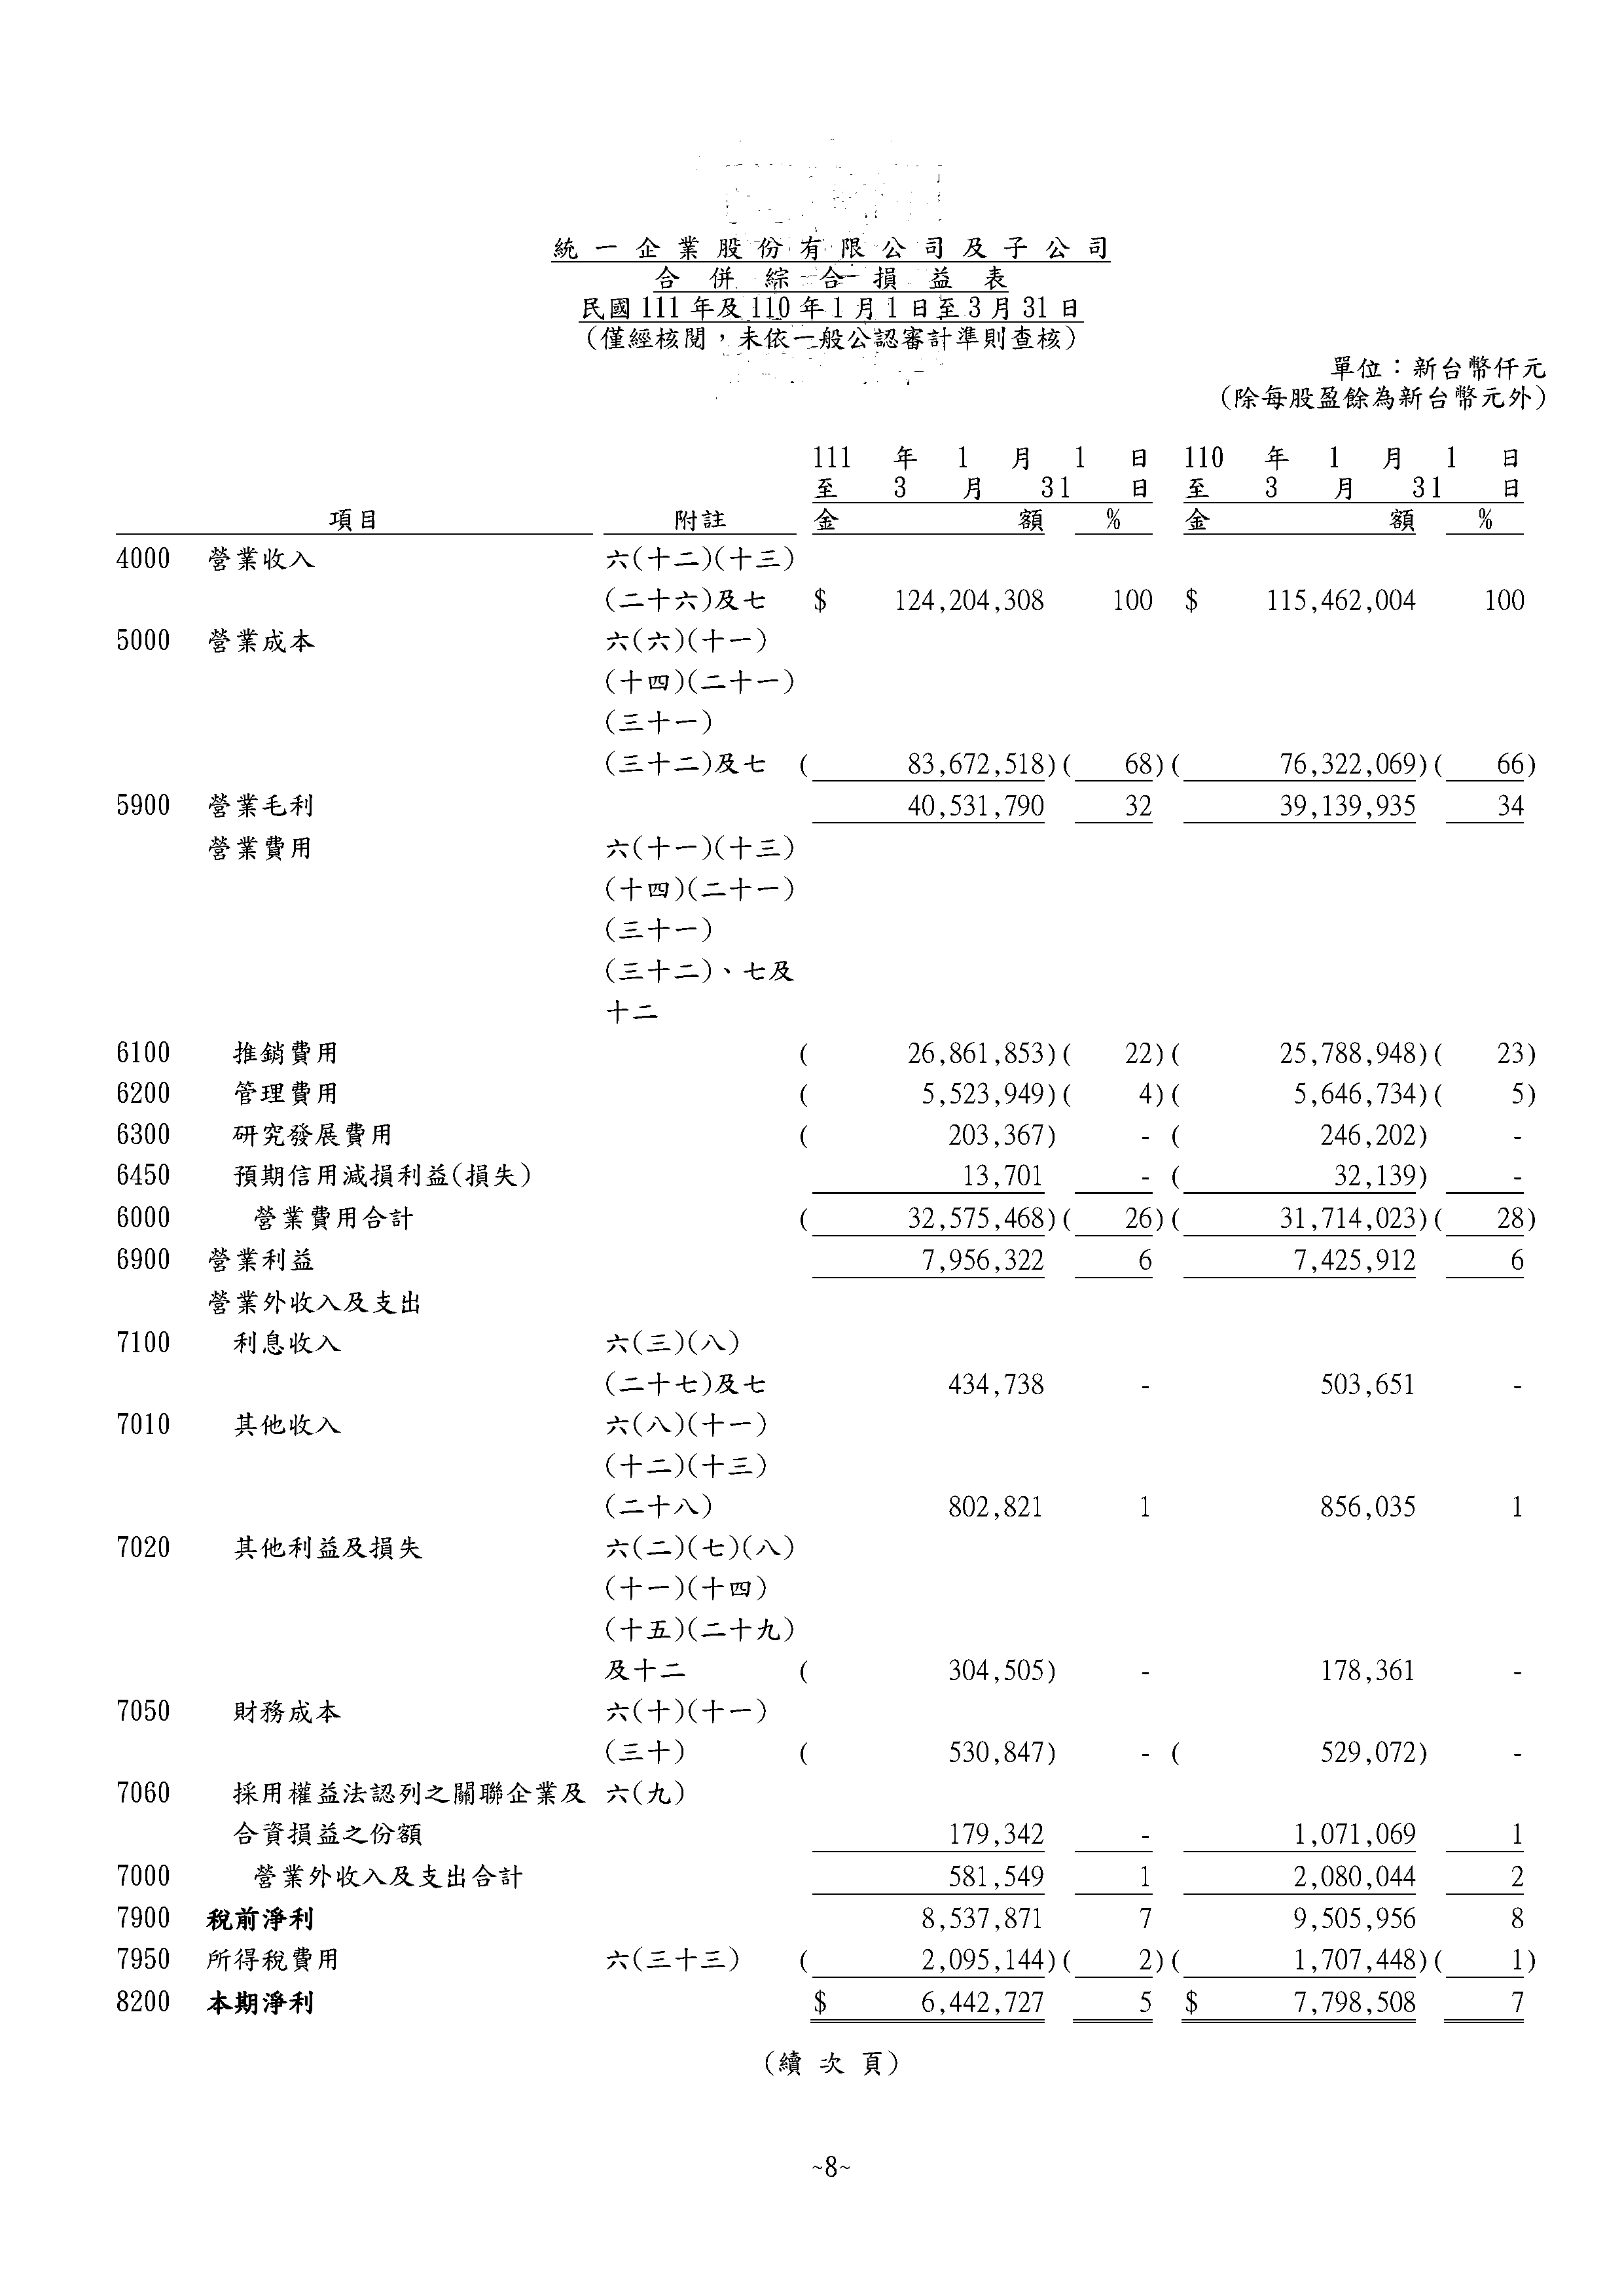 統一企業股份有限公司及子公司
合併綜合損益表
民國111年及110年1月1日至3月31日
（僅經核閱，未依一般公認審計準則查核）
單位：新台幣仟元
（除每股盈餘為新台幣元外）
111 年 1 月 1 日 110 年 1 月 1 日
至 3 月 31 日 至 3 月 31 日
項目 附註 金 額 % 金 額 %
4000 營業收入 六(十二)(十三)
(二十六)及七 $ 124,204,308 100 $ 115,462,004 100
5000 營業成本 六(六)(十一)
(十四)(二十一)
(三十一)
(三十二)及七 ( 83,672,518)( 68)( 76,322,069)( 66)
5900 營業毛利 40,531,790 32 39,139,935 34
營業費用 六(十一)(十三)
(十四)(二十一)
(三十一)
(三十二)、七及
十二
6100 推銷費用 ( 26,861,853)( 22)( 25,788,948)( 23)
6200 管理費用 ( 5,523,949)( 4)( 5,646,734)( 5)
6300 研究發展費用 ( 203,367) - ( 246,202) -
6450 預期信用減損利益(損失) 13,701 - ( 32,139) -
6000 營業費用合計 ( 32,575,468)( 26)( 31,714,023)( 28)
6900 營業利益 7,956,322 6 7,425,912 6
營業外收入及支出
7100 利息收入 六(三)(八)
(二十七)及七 434,738 - 503,651 -
7010 其他收入 六(八)(十一)
(十二)(十三)
(二十八) 802,821 1 856,035 1
7020 其他利益及損失 六(二)(七)(八)
(十一)(十四)
(十五)(二十九)
及十二 ( 304,505) - 178,361 -
7050 財務成本 六(十)(十一)
(三十) ( 530,847) - ( 529,072) -
7060 採用權益法認列之關聯企業及 六(九)
合資損益之份額 179,342 - 1,071,069 1
7000 營業外收入及支出合計 581,549 1 2,080,044 2
7900 稅前淨利 8,537,871 7 9,505,956 8
7950 所得稅費用 六(三十三) ( 2,095,144)( 2)( 1,707,448)( 1)
8200 本期淨利 $ 6,442,727 5 $ 7,798,508 7
（續次頁）
~8~